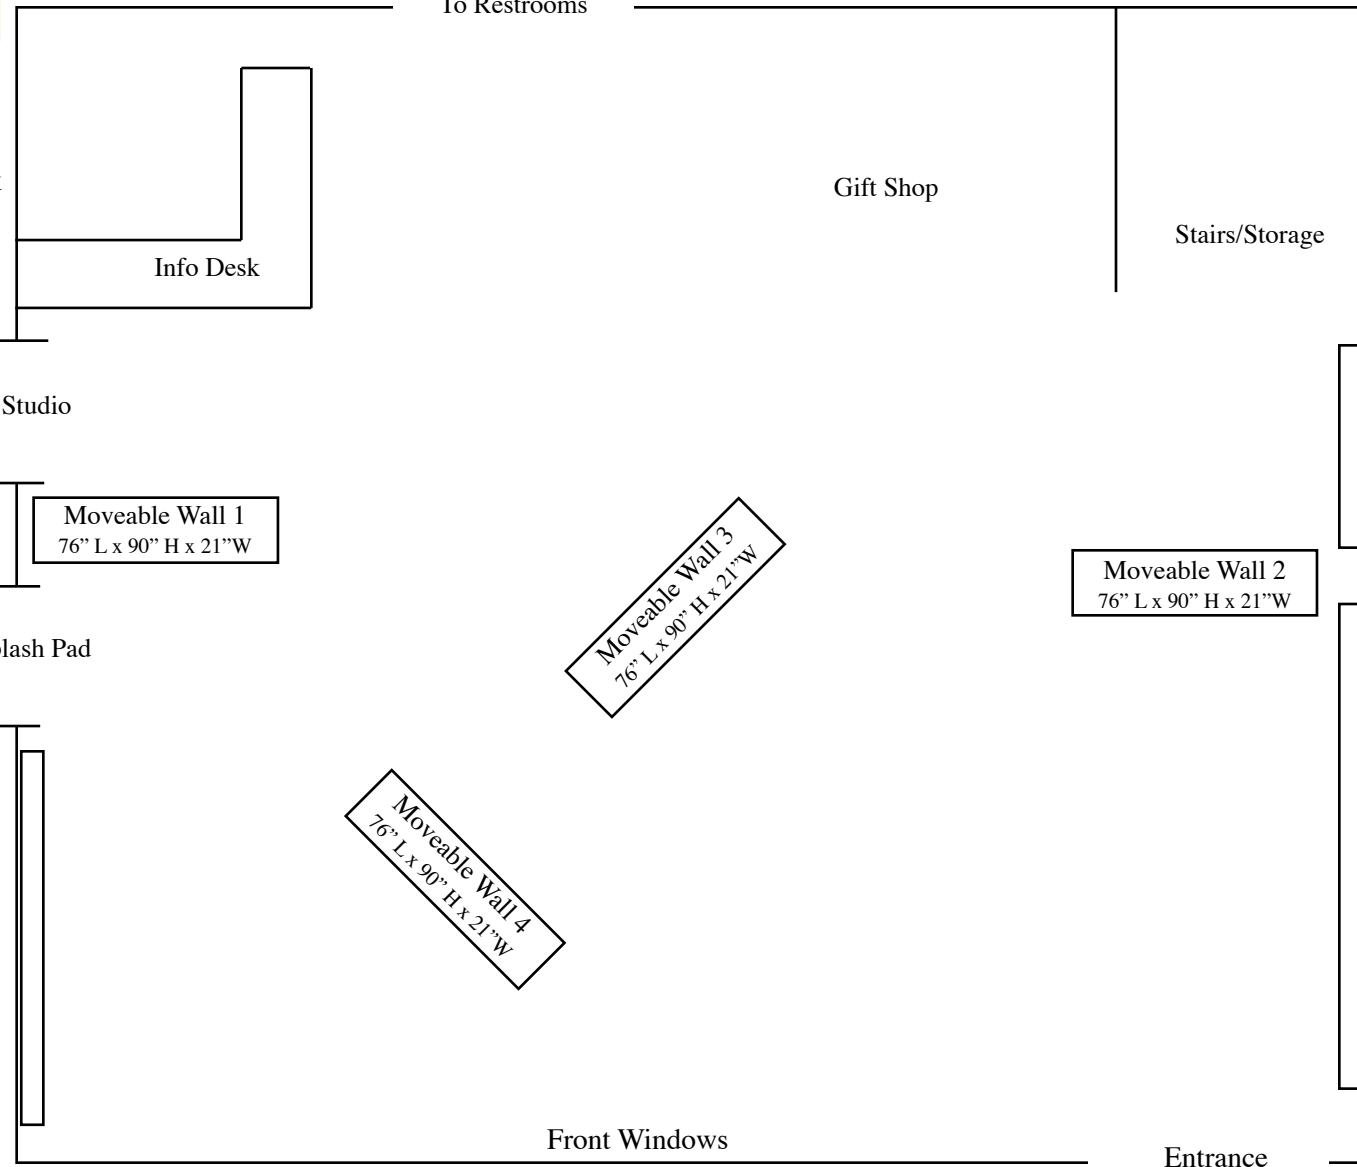 To Restrooms
Gift Shop
Stairs/Storage
Info Desk
Studio
Moveable Wall 1
76” L x 90” H x 21”W
Moveable Wall 3
76” L x 90” H x 21”W
Moveable Wall 2
76” L x 90” H x 21”W
lash Pad
Moveable Wall 4
76” L x 90” H x 21”W
Front Windows
Entrance